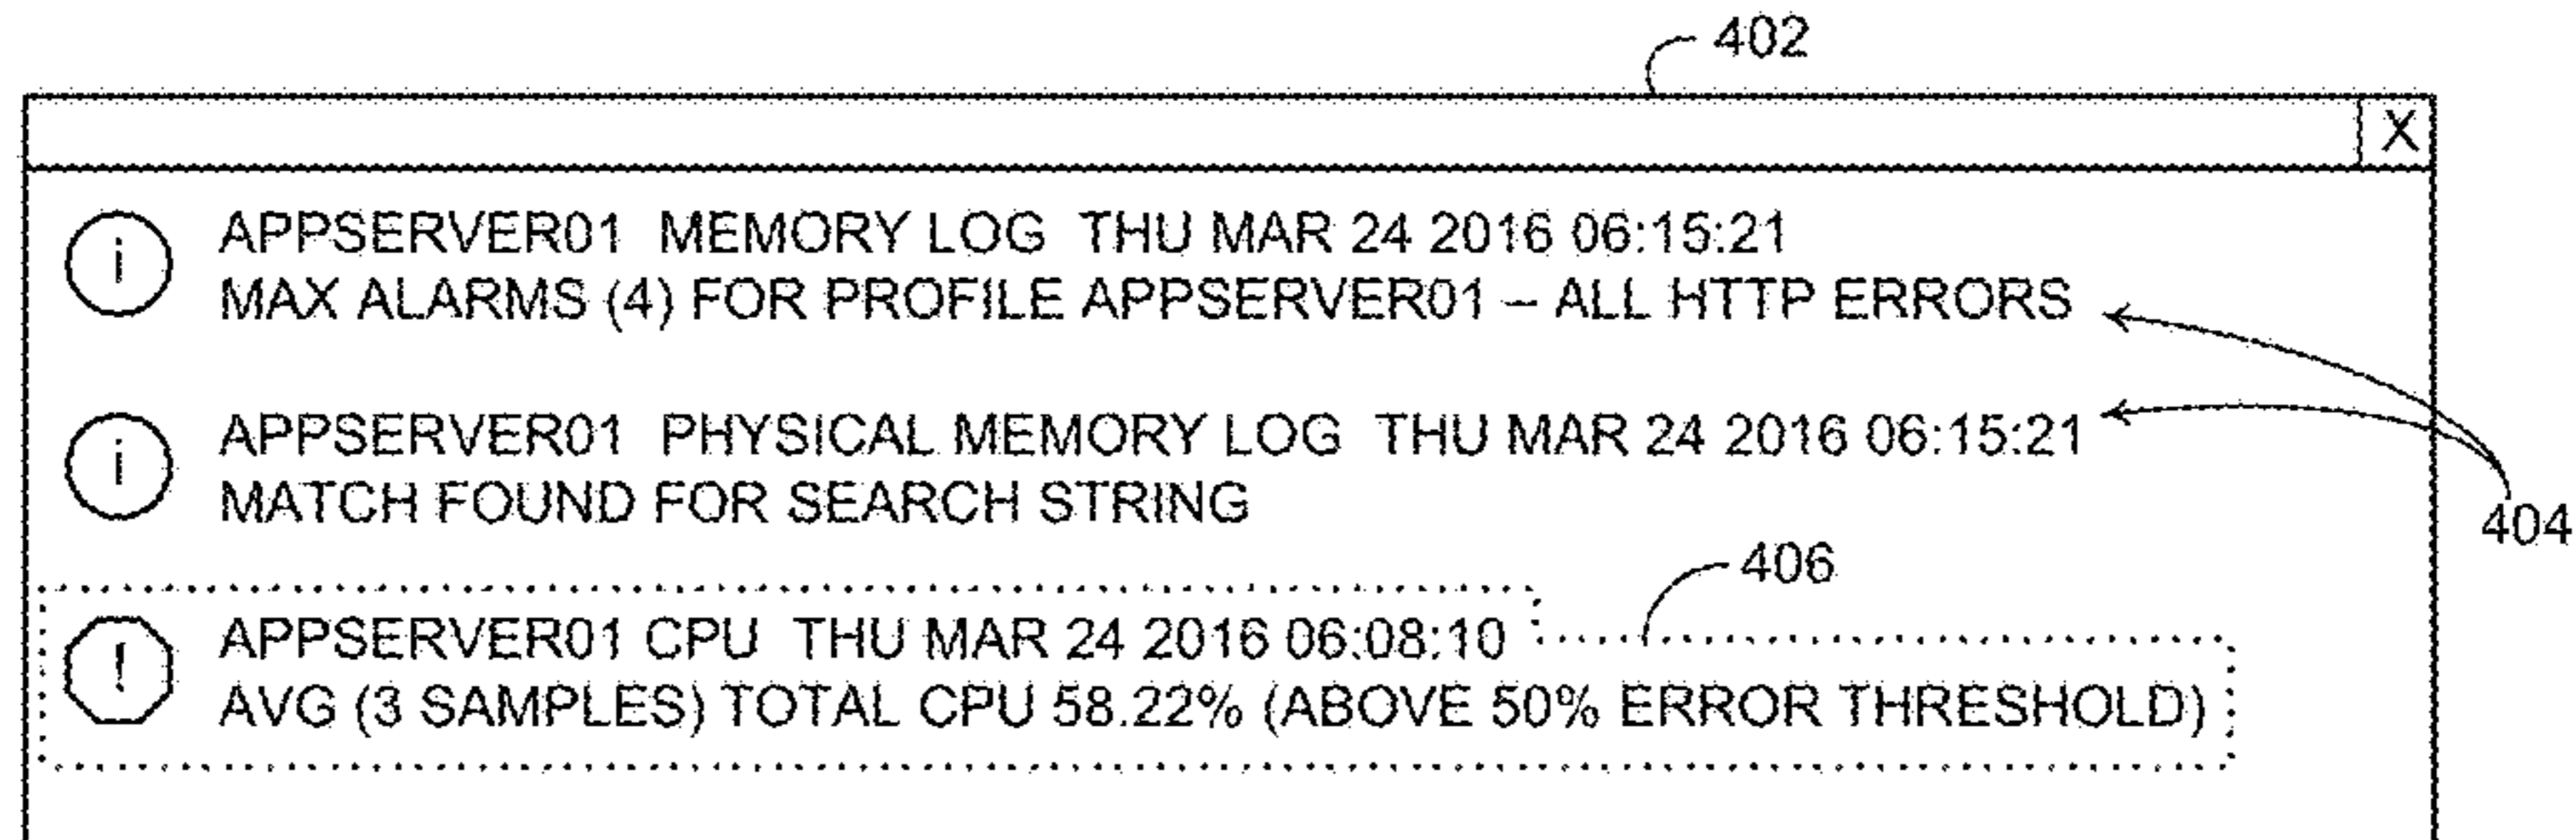 402
X
i
APPSERVER01 MEMORY LOG THU MAR 24 2016 06:15:21
MAX ALARMS (4) FOR PROFILE APPSERVER01 – ALL HTTP ERRORS
i
APPSERVER01 PHYSICAL MEMORY LOG THU MAR 24 2016 06:15:21
MATCH FOUND FOR SEARCH STRING
404
406
!
APPSERVER01 CPU THU MAR 24 2016 06:08:10
AVG (3 SAMPLES) TOTAL CPU 58.22% (ABOVE 50% ERROR THRESHOLD)